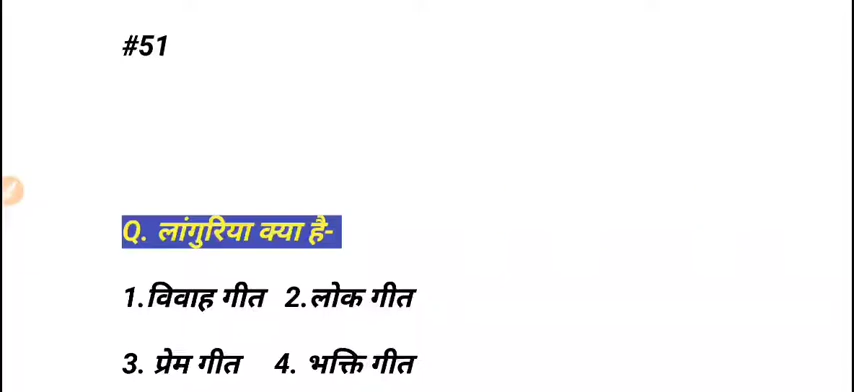 #51
Q. लांगुरिया क्या है-
1.विवाह गीत 2.लोक गीत
3. प्रेम गीत 4. भक्ति गीत